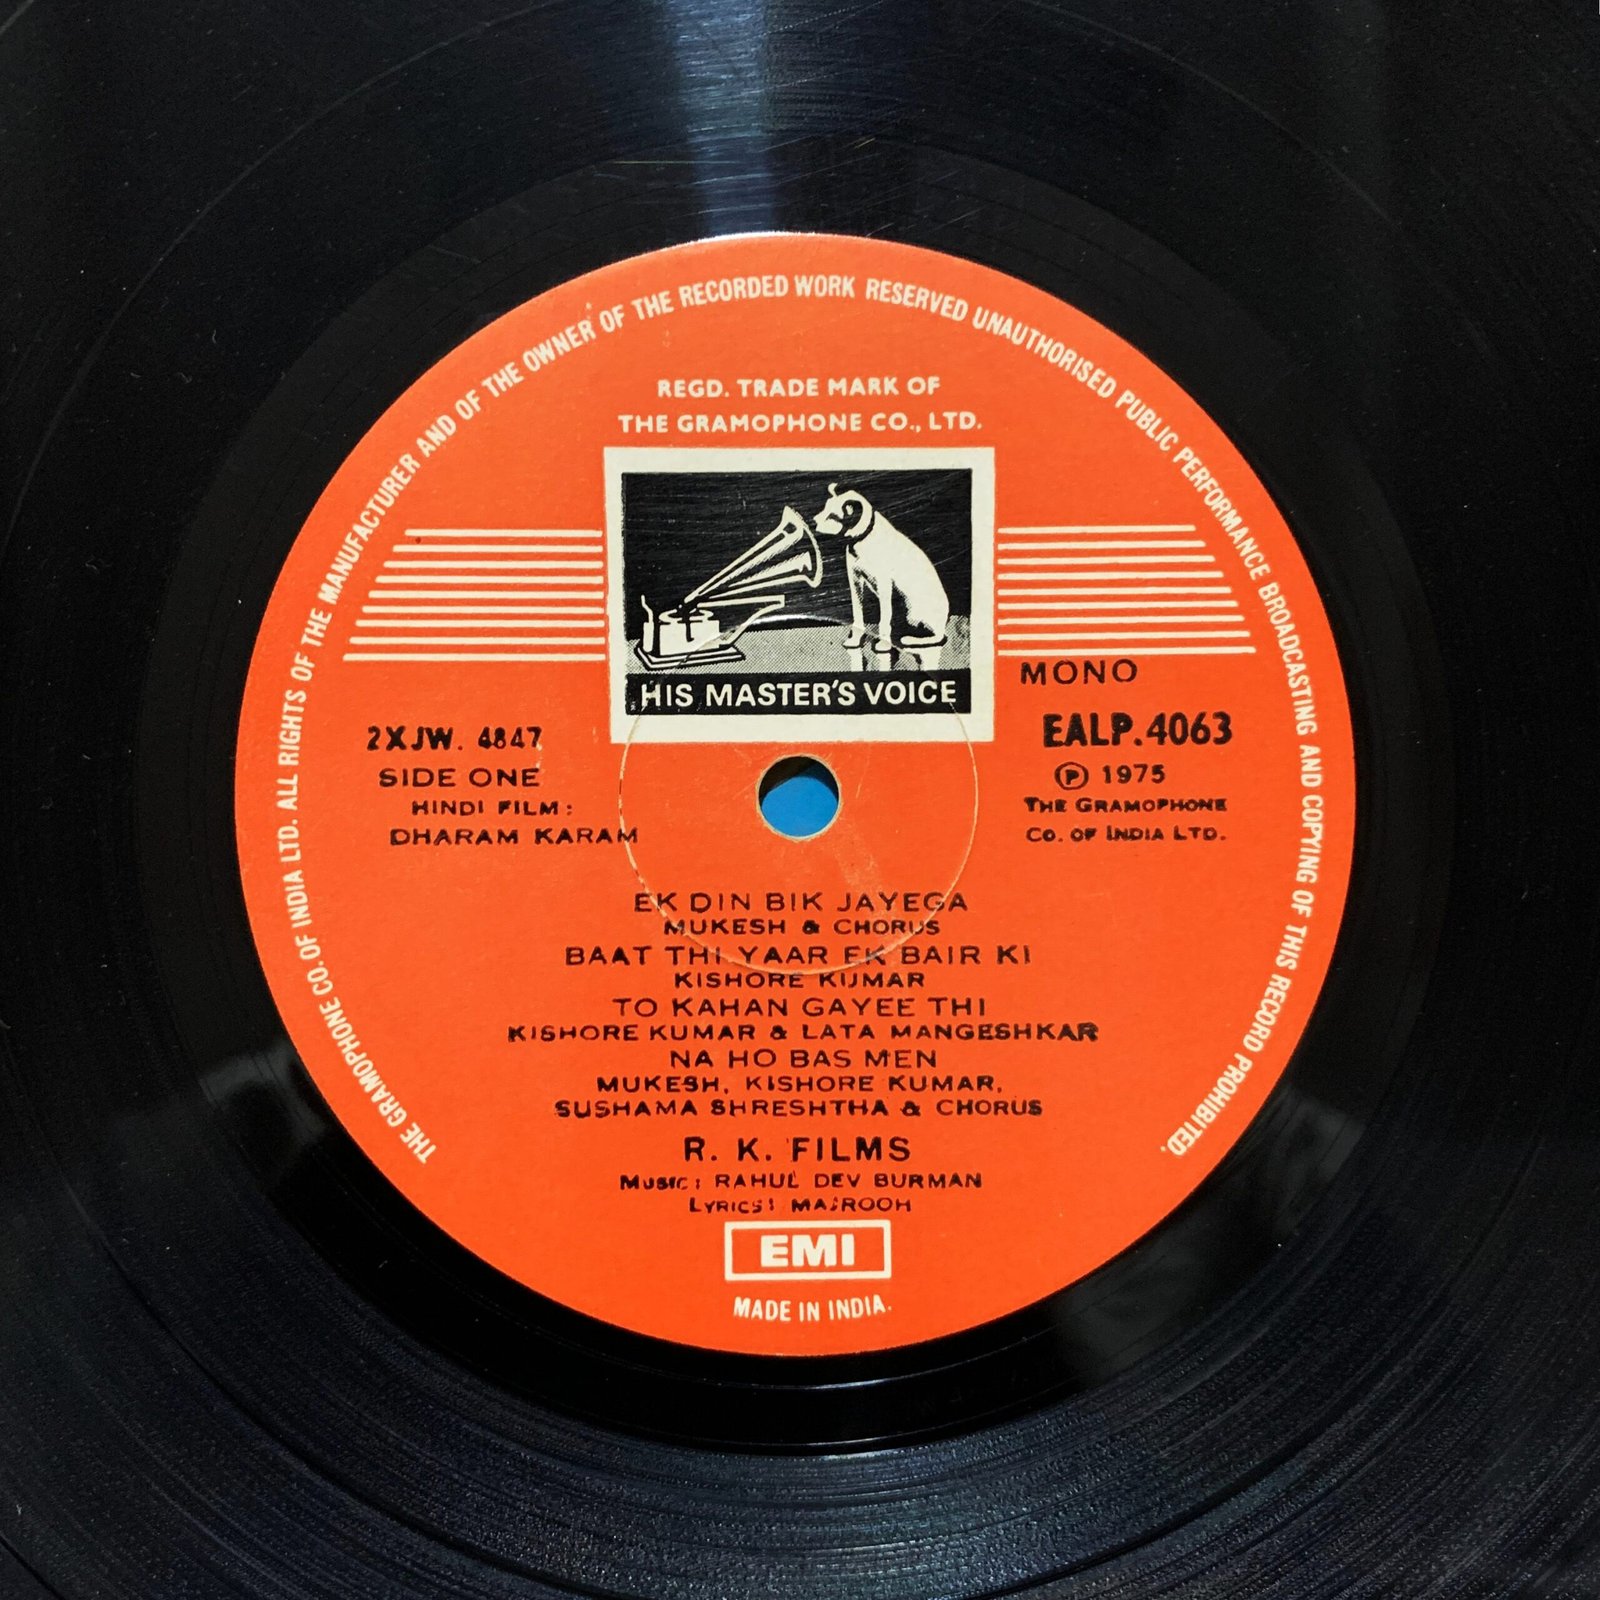 THE GRAMOPHONE CO. OF INDIA LTD. ALL RIGHTS OF THE MANUFACTURER AND OF THE OWNER OF THE RECORDED WORK RESERVED UNAUTHORISED PUBLIC PERFORMANCE BROADCASTING AND COPYING OF THIS RECORD PROHIBITED.
REGD. TRADE MARK OF
THE GRAMOPHONE CO., LTD.
HIS MASTER'S VOICE
MONO
2XJW. 4847
EALP.4063
SIDE ONE
℗ 1975
HINDI FILM:
THE GRAMOPHONE
DHARAM KARAM
CO. OF INDIA LTD.
EK DIN BIK JAYEGA
MUKESH & CHORUS
BAAT THI YAAR EK BAIR KI
KISHORE KUMAR
TO KAHAN GAYEE THI
KISHORE KUMAR & LATA MANGESHKAR
NA HO BAS MEN
MUKESH, KISHORE KUMAR,
SUSHAMA SHRESHTHA & CHORUS
R. K. FILMS
MUSIC: RAHUL DEV BURMAN
LYRICS: MAJROOH
EMI
MADE IN INDIA.